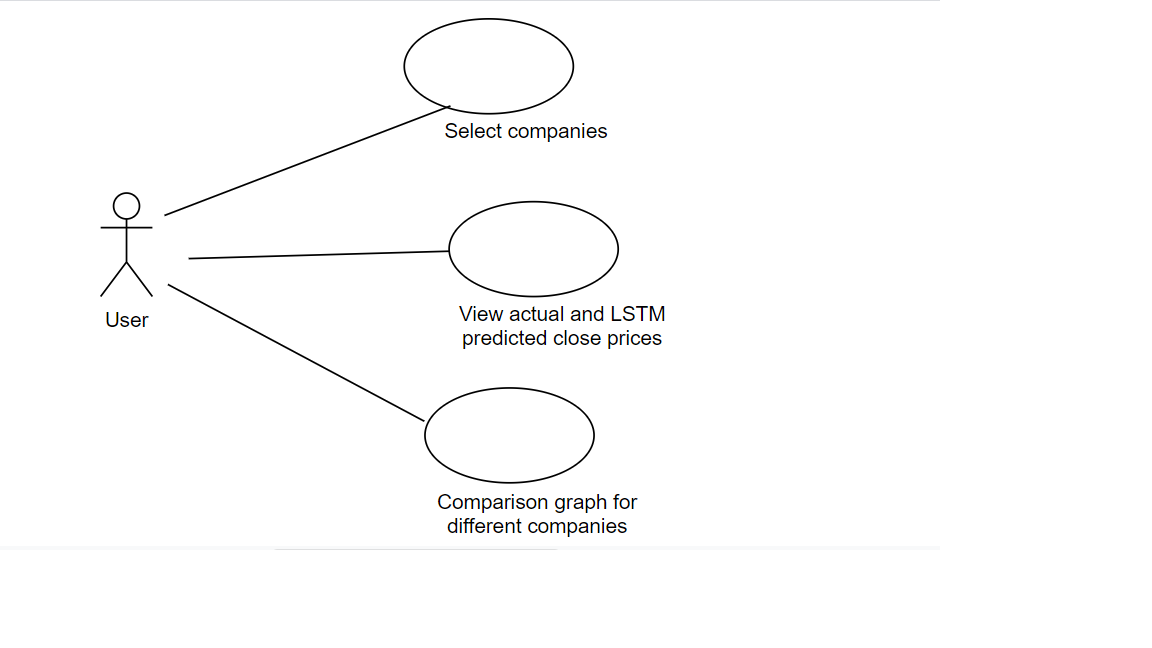 Select companies
User
View actual and LSTM
predicted close prices
Comparison graph for
different companies